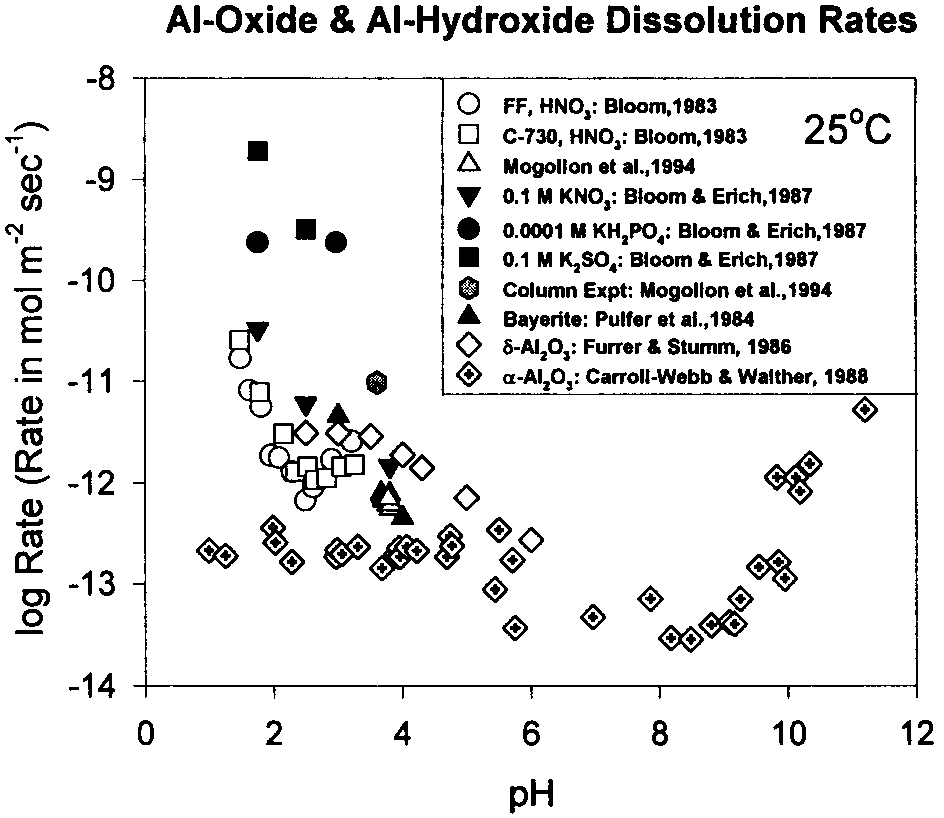 Al-Oxide & Al-Hydroxide Dissolution Rates
log Rate (Rate in mol m⁻² sec⁻¹)
-8
-9
-10
-11
-12
-13
-14
FF, HNO₃: Bloom,1983
C-730, HNO₃: Bloom,1983
Mogollon et al.,1994
0.1 M KNO₃: Bloom & Erich,1987
0.0001 M KH₂PO₄: Bloom & Erich,1987
0.1 M K₂SO₄: Bloom & Erich,1987
Column Expt: Mogollon et al.,1994
Bayerite: Pulfer et al.,1984
δ-Al₂O₃: Furrer & Stumm, 1986
α-Al₂O₃: Carroll-Webb & Walther, 1988
25°C
0 2 4 6 8 10 12
pH